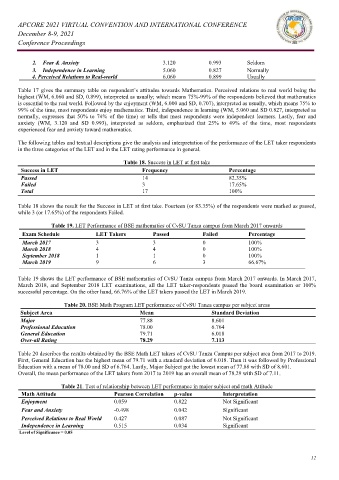 APCORE 2021 VIRTUAL CONVENTION AND INTERNATIONAL CONFERENCE
December 8-9, 2021
Conference Proceedings
2. Fear & Anxiety 3.120 0.993 Seldom
3. Independence in Learning 5.060 0.827 Normally
4. Perceived Relations to Real-world 6.060 0.899 Usually
Table 17 gives the summary table on respondent's attitudes towards Mathematics. Perceived relations to real world being the
highest (WM, 6.060 and SD, 0.899), interpreted as usually; which means 75%-99% of the respondents believed that mathematics
is essential to the real world. Followed by the enjoyment (WM, 6.000 and SD, 0.707), interpreted as usually, which means 75% to
99% of the time, most respondents enjoy mathematics. Third, independence in learning (WM, 5.060 and SD 0.827, interpreted as
normally, expresses that 50% to 74% of the time) or tells that most respondents were independent learners. Lastly, fear and
anxiety (WM, 3.120 and SD 0.993), interpreted as seldom, emphasized that 25% to 49% of the time, most respondents
experienced fear and anxiety toward mathematics.
The following tables and textual descriptions give the analysis and interpretation of the performance of the LET taker respondents
in the three categories of the LET and in the LET rating performance in general.
Table 18. Success in LET at first take
Success in LET Frequency Percentage
Passed 14 82.35%
Failed 3 17.65%
Total 17 100%
Table 18 shows the result for the Success in LET at first take. Fourteen (or 83.35%) of the respondents were marked as passed,
while 3 (or 17.65%) of the respondents Failed.
Table 19. LET Performance of BSE mathematics of CvSU Tanza campus from March 2017 onwards
Exam Schedule LET Takers Passed Failed Percentage
March 2017 3 3 0 100%
March 2018 4 4 0 100%
September 2018 1 1 0 100%
March 2019 9 6 3 66.67%
Table 19 shows the LET performance of BSE mathematics of CvSU Tanza campus from March 2017 onwards. In March 2017,
March 2018, and September 2018 LET examinations, all the LET taker-respondents passed the board examination or 100%
successful percentage. On the other hand, 66.76% of the LET takers passed the LET in March 2019.
Table 20. BSE Math Program LET performance of CvSU Tanza campus per subject areas
Subject Area Mean Standard Deviation
Major 77.88 8.601
Professional Education 78.00 6.764
General Education 79.71 6.018
Over-all Rating 78.29 7.113
Table 20 describes the results obtained by the BSE Math LET takers of CvSU Tanza Campus per subject area from 2017 to 2019.
First, General Education has the highest mean of 79.71 with a standard deviation of 6.018. Then it was followed by Professional
Education with a mean of 78.00 and SD of 6.764. Lastly, Major Subject got the lowest mean of 77.88 with SD of 8.601.
Overall, the mean performance of the LET takers from 2017 to 2019 has an overall mean of 78.29 with SD of 7.11.
Table 21. Test of relationship between LET performance in major subject and math Attitude
Math Attitude Pearson Correlation p-value Interpretation
Enjoyment 0.059 0.822 Not Significant
Fear and Anxiety -0.498 0.042 Significant
Perceived Relations to Real World 0.427 0.087 Not Significant
Independence in Learning 0.515 0.034 Significant
Level of Significance = 0.05